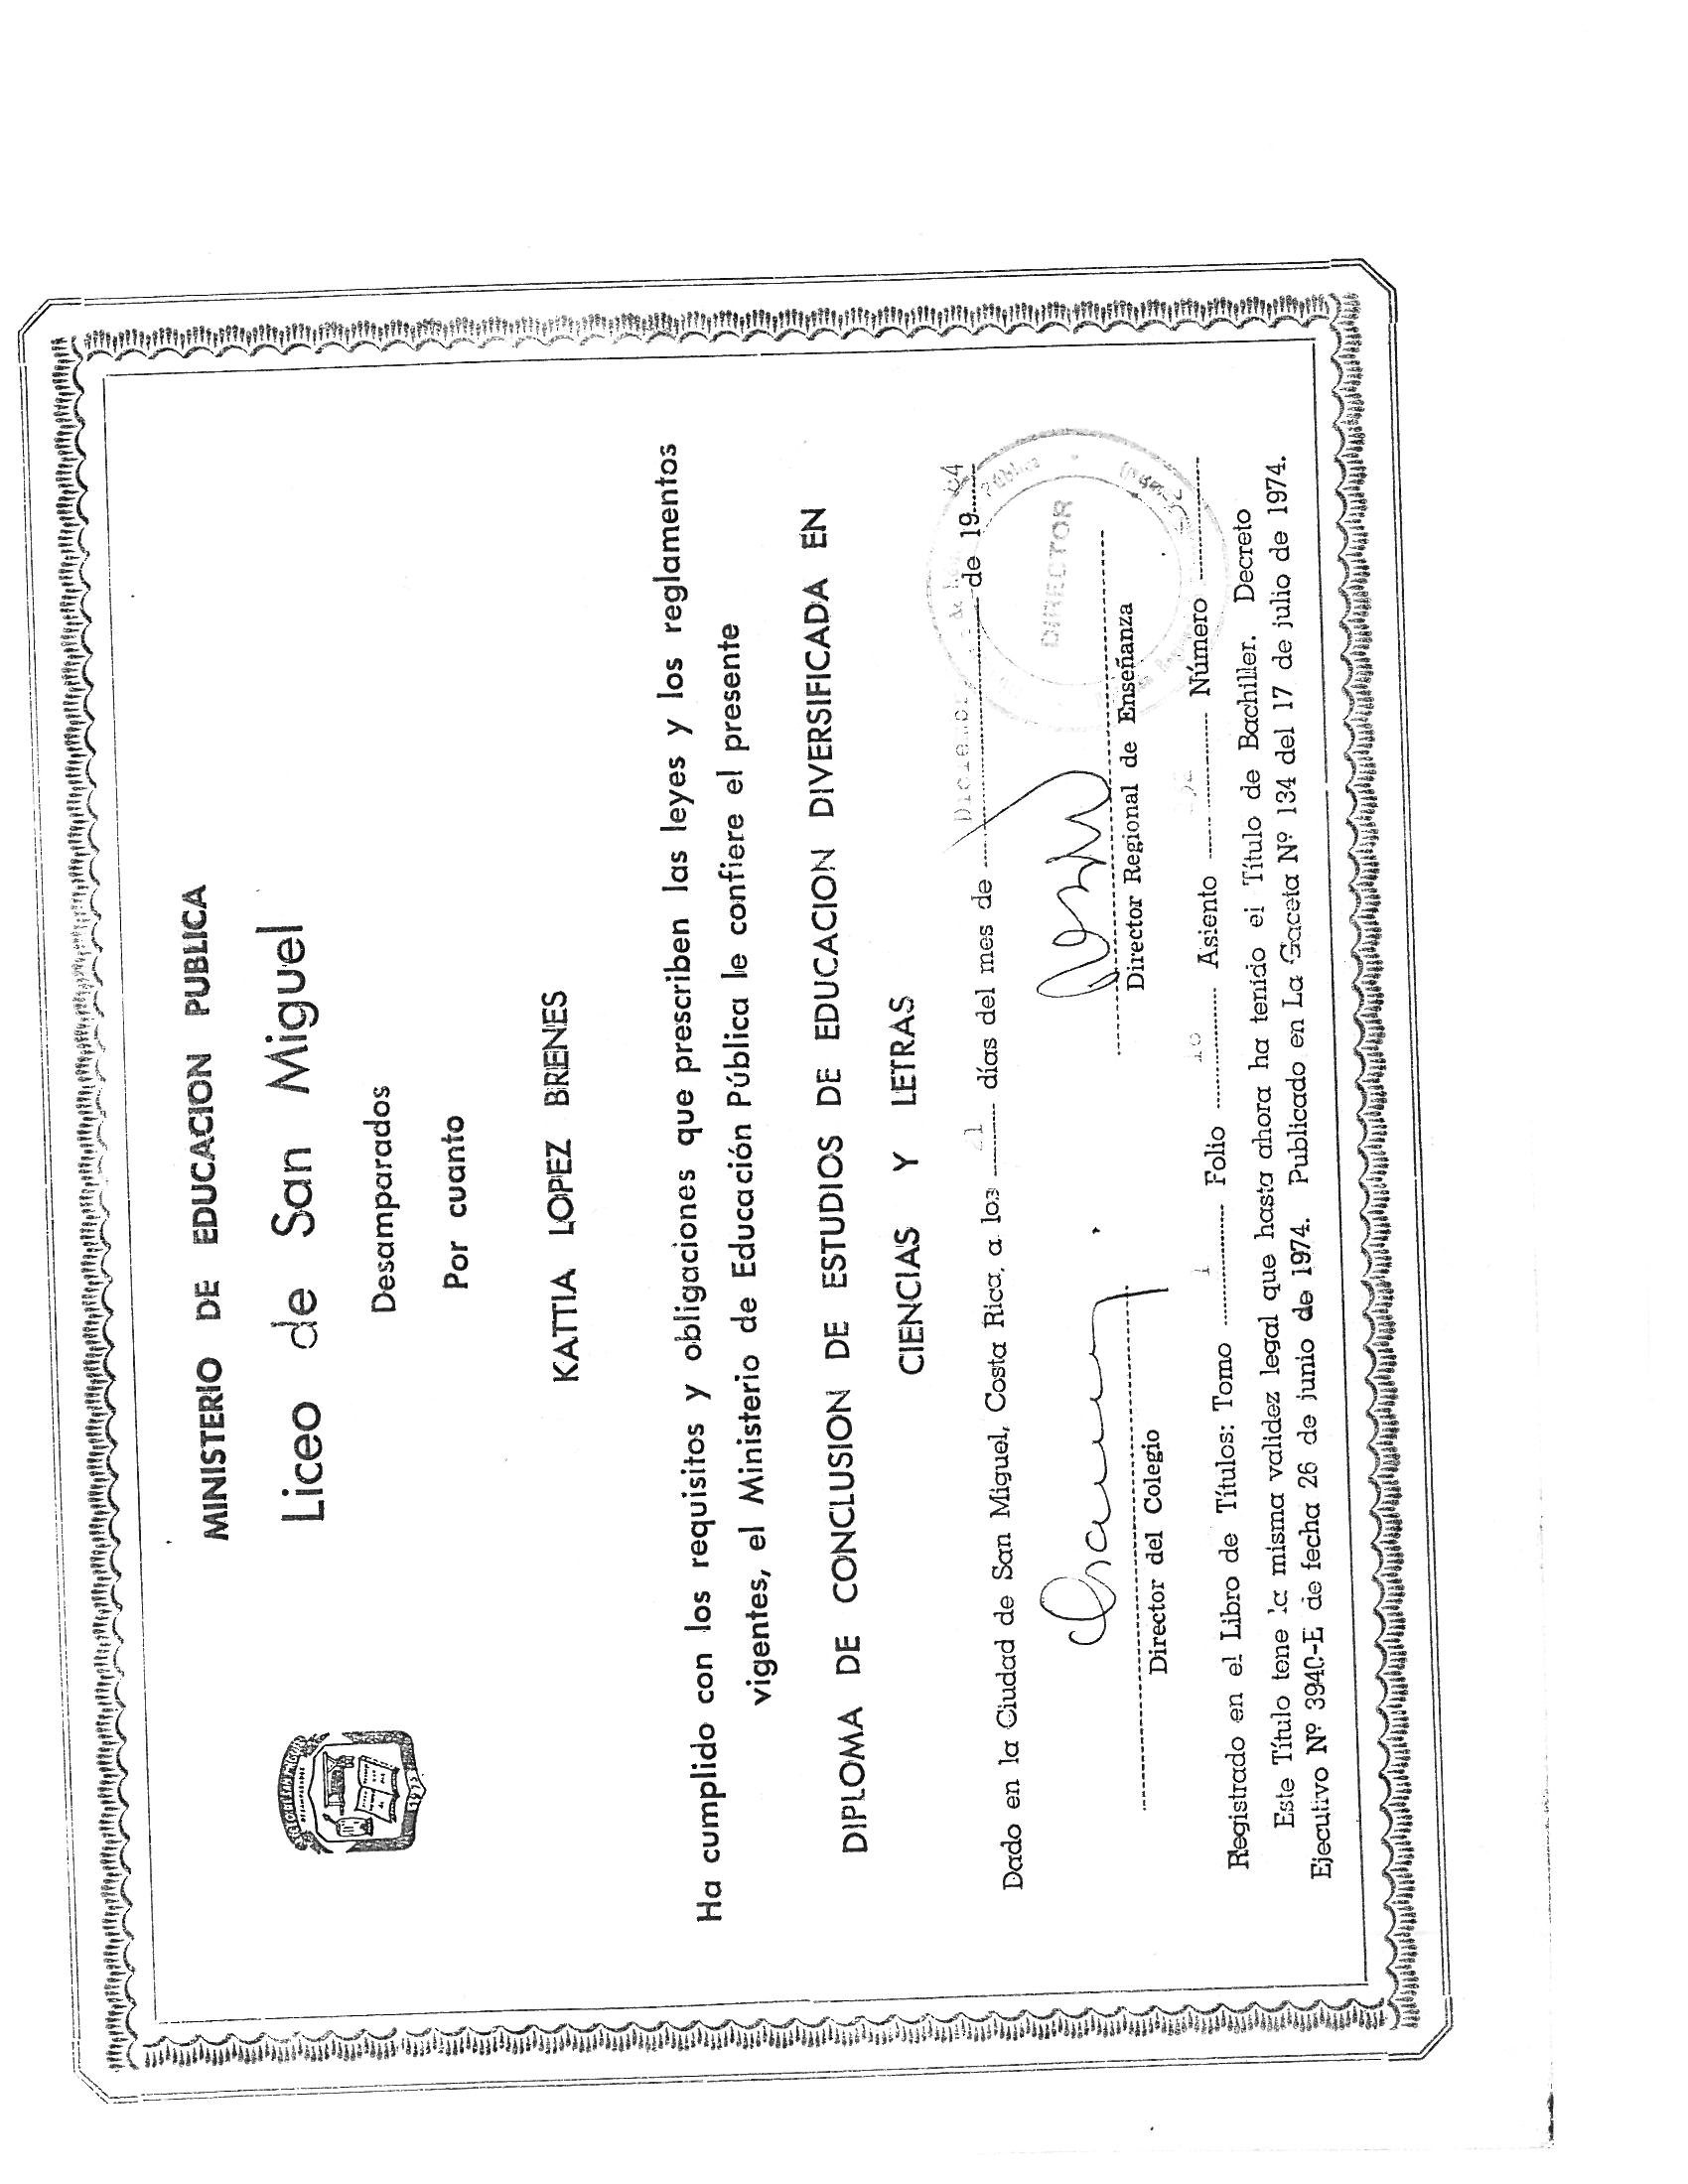 MINISTERIO DE EDUCACION PUBLICA
Liceo de San Miguel
Desamparados
Por cuanto
KATTIA LOPEZ BRENES
Ha cumplido con los requisitos y obligaciones que prescriben las leyes y los reglamentos
vigentes, el Ministerio de Educación Pública le confiere el presente
DIPLOMA DE CONCLUSION DE ESTUDIOS DE EDUCACION DIVERSIFICADA EN
CIENCIAS Y LETRAS
Dado en la Ciudad de San Miguel, Costa Rica, a los días del mes de Diciembre de 19
DIRECTOR
Director del Colegio
Director Regional de Enseñanza
Registrado en el Libro de Títulos: Tomo 1 Folio Asiento Número
Este Título tene la misma validez legal que hasta ahora ha tenido el Título de Bachiller. Decreto
Ejecutivo Nº 3940-E de fecha 26 de junio de 1974. Publicado en La Gaceta Nº 134 del 17 de julio de 1974.